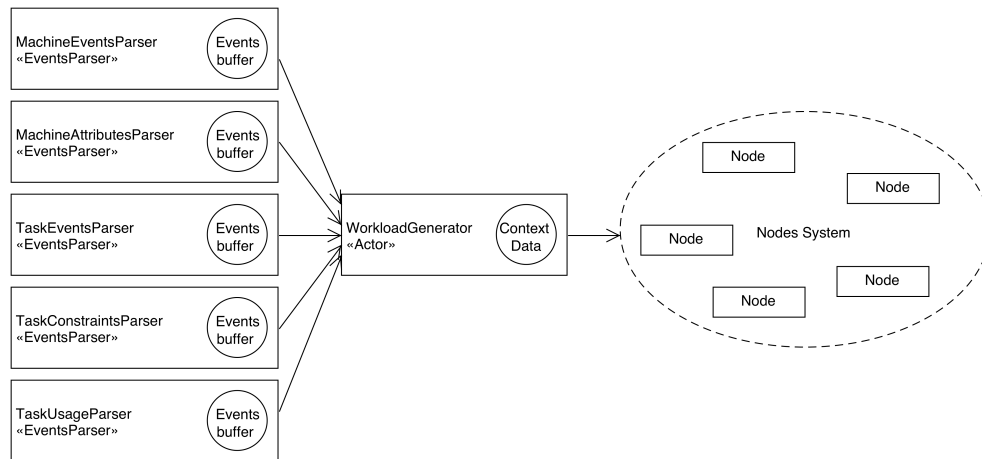 MachineEventsParser
«EventsParser»
Events
buffer
MachineAttributesParser
«EventsParser»
Events
buffer
TaskEventsParser
«EventsParser»
Events
buffer
TaskConstraintsParser
«EventsParser»
Events
buffer
TaskUsageParser
«EventsParser»
Events
buffer
WorkloadGenerator
«Actor»
Context
Data
Node
Node
Node
Nodes System
Node
Node